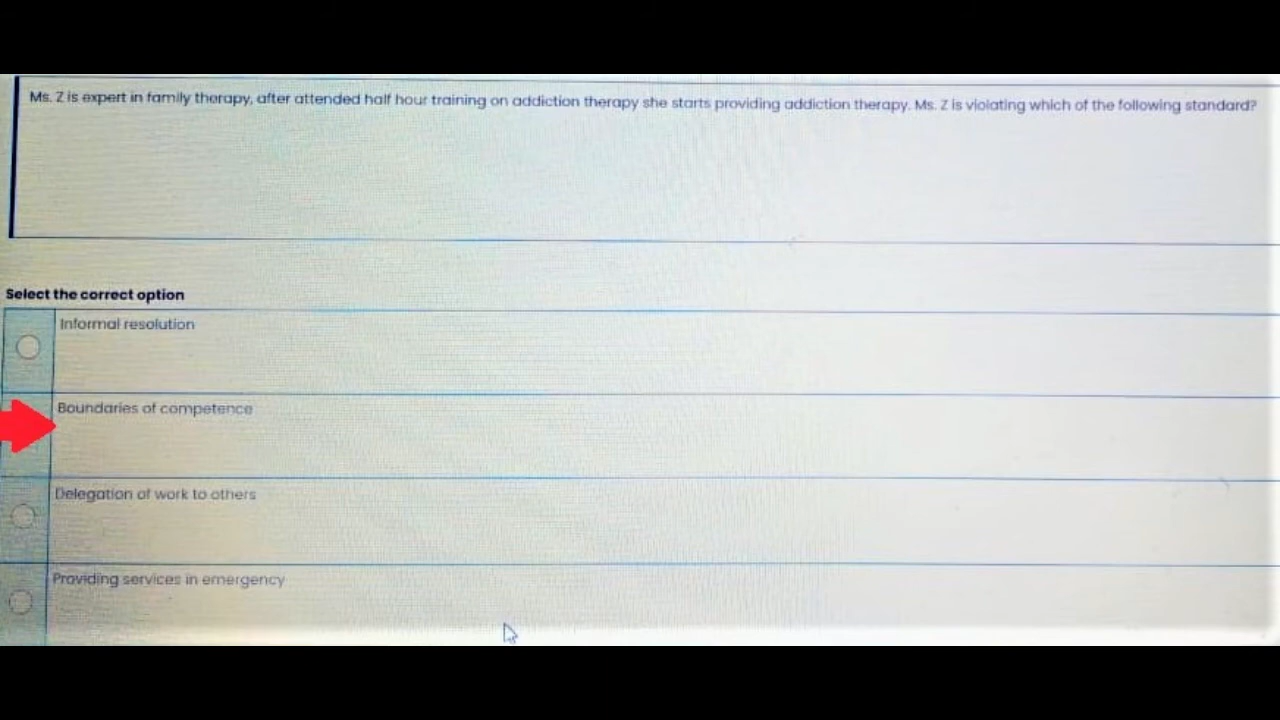 Ms. Z is expert in family therapy, after attended half hour training on addiction therapy she starts providing addiction therapy. Ms. Z is violating which of the following standard?
Select the correct option
Informal resolution
Boundaries of competence
Delegation of work to others
Providing services in emergency